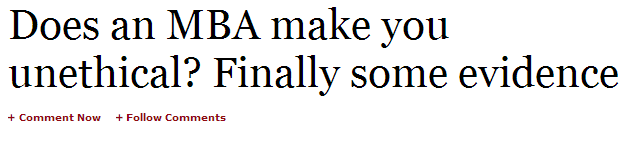 Does an MBA make you
unethical? Finally some evidence
+ Comment Now + Follow Comments